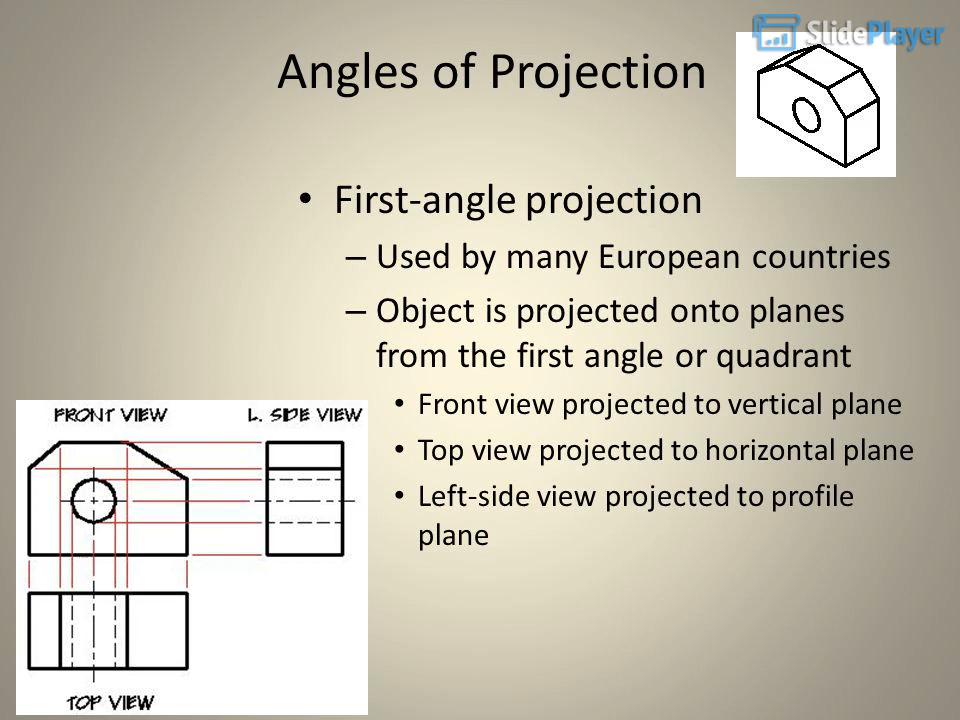 SlidePlayer
Angles of Projection
• First-angle projection
– Used by many European countries
– Object is projected onto planes
from the first angle or quadrant
• Front view projected to vertical plane
• Top view projected to horizontal plane
• Left-side view projected to profile
plane
FRONT VIEW
L. SIDE VIEW
TOP VIEW